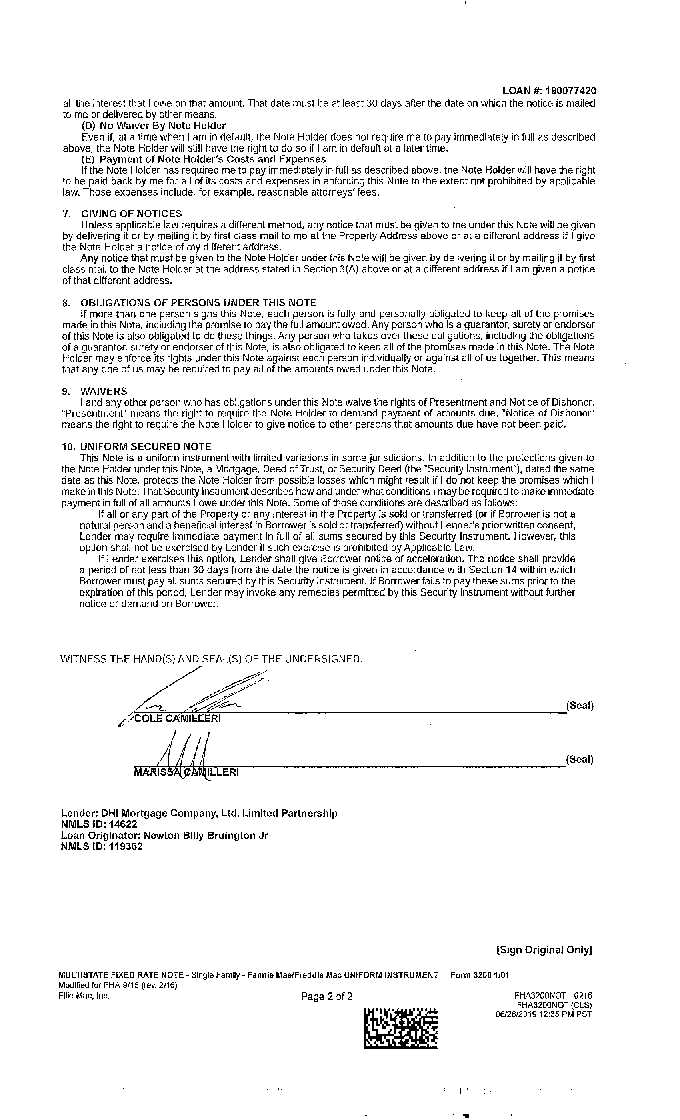 LOAN #: 180077420
all the interest that I owe on that amount. That date must be at least 30 days after the date on which the notice is mailed
to me or delivered by other means.
(D) No Waiver By Note Holder
Even if, at a time when I am in default, the Note Holder does not require me to pay immediately in full as described
above, the Note Holder will still have the right to do so if I am in default at a later time.
(E) Payment of Note Holder's Costs and Expenses
If the Note Holder has required me to pay immediately in full as described above, the Note Holder will have the right
to be paid back by me for all of its costs and expenses in enforcing this Note to the extent not prohibited by applicable
law. Those expenses include, for example, reasonable attorneys' fees.
7. GIVING OF NOTICES
Unless applicable law requires a different method, any notice that must be given to me under this Note will be given
by delivering it or by mailing it by first class mail to me at the Property Address above or at a different address if I give
the Note Holder a notice of my different address.
Any notice that must be given to the Note Holder under this Note will be given by delivering it or by mailing it by first
class mail to the Note Holder at the address stated in Section 3(A) above or at a different address if I am given a notice
of that different address.
8. OBLIGATIONS OF PERSONS UNDER THIS NOTE
If more than one person signs this Note, each person is fully and personally obligated to keep all of the promises
made in this Note, including the promise to pay the full amount owed. Any person who is a guarantor, surety or endorser
of this Note is also obligated to do these things. Any person who takes over these obligations, including the obligations
of a guarantor, surety or endorser of this Note, is also obligated to keep all of the promises made in this Note. The Note
Holder may enforce its rights under this Note against each person individually or against all of us together. This means
that any one of us may be required to pay all of the amounts owed under this Note.
9. WAIVERS
I and any other person who has obligations under this Note waive the rights of Presentment and Notice of Dishonor.
"Presentment" means the right to require the Note Holder to demand payment of amounts due. "Notice of Dishonor"
means the right to require the Note Holder to give notice to other persons that amounts due have not been paid.
10. UNIFORM SECURED NOTE
This Note is a uniform instrument with limited variations in some jurisdictions. In addition to the protections given to
the Note Holder under this Note, a Mortgage, Deed of Trust, or Security Deed (the "Security Instrument"), dated the same
date as this Note, protects the Note Holder from possible losses which might result if I do not keep the promises which I
make in this Note. That Security Instrument describes how and under what conditions I may be required to make immediate
payment in full of all amounts I owe under this Note. Some of those conditions are described as follows:
If all or any part of the Property or any interest in the Property is sold or transferred (or if Borrower is not a
natural person and a beneficial interest in Borrower is sold or transferred) without Lender's prior written consent,
Lender may require immediate payment in full of all sums secured by this Security Instrument. However, this
option shall not be exercised by Lender if such exercise is prohibited by Applicable Law.
If Lender exercises this option, Lender shall give Borrower notice of acceleration. The notice shall provide
a period of not less than 30 days from the date the notice is given in accordance with Section 14 within which
Borrower must pay all sums secured by this Security Instrument. If Borrower fails to pay these sums prior to the
expiration of this period, Lender may invoke any remedies permitted by this Security Instrument without further
notice or demand on Borrower.
WITNESS THE HAND(S) AND SEAL(S) OF THE UNDERSIGNED.
(Seal)
COLE CAMILLERI
(Seal)
MARISSA CAMILLERI
Lender: DHI Mortgage Company, Ltd. Limited Partnership
NMLS ID: 14622
Loan Originator: Newton Billy Bruington Jr
NMLS ID: 119362
[Sign Original Only]
MULTISTATE FIXED RATE NOTE - Single Family - Fannie Mae/Freddie Mac UNIFORM INSTRUMENT Form 3200 1/01
Modified for FHA 9/15 (rev. 2/16)
Ellie Mae, Inc.
Page 2 of 2
FHA3200NOT 0216
FHA3200NOT (CLS)
06/26/2019 12:35 PM PST